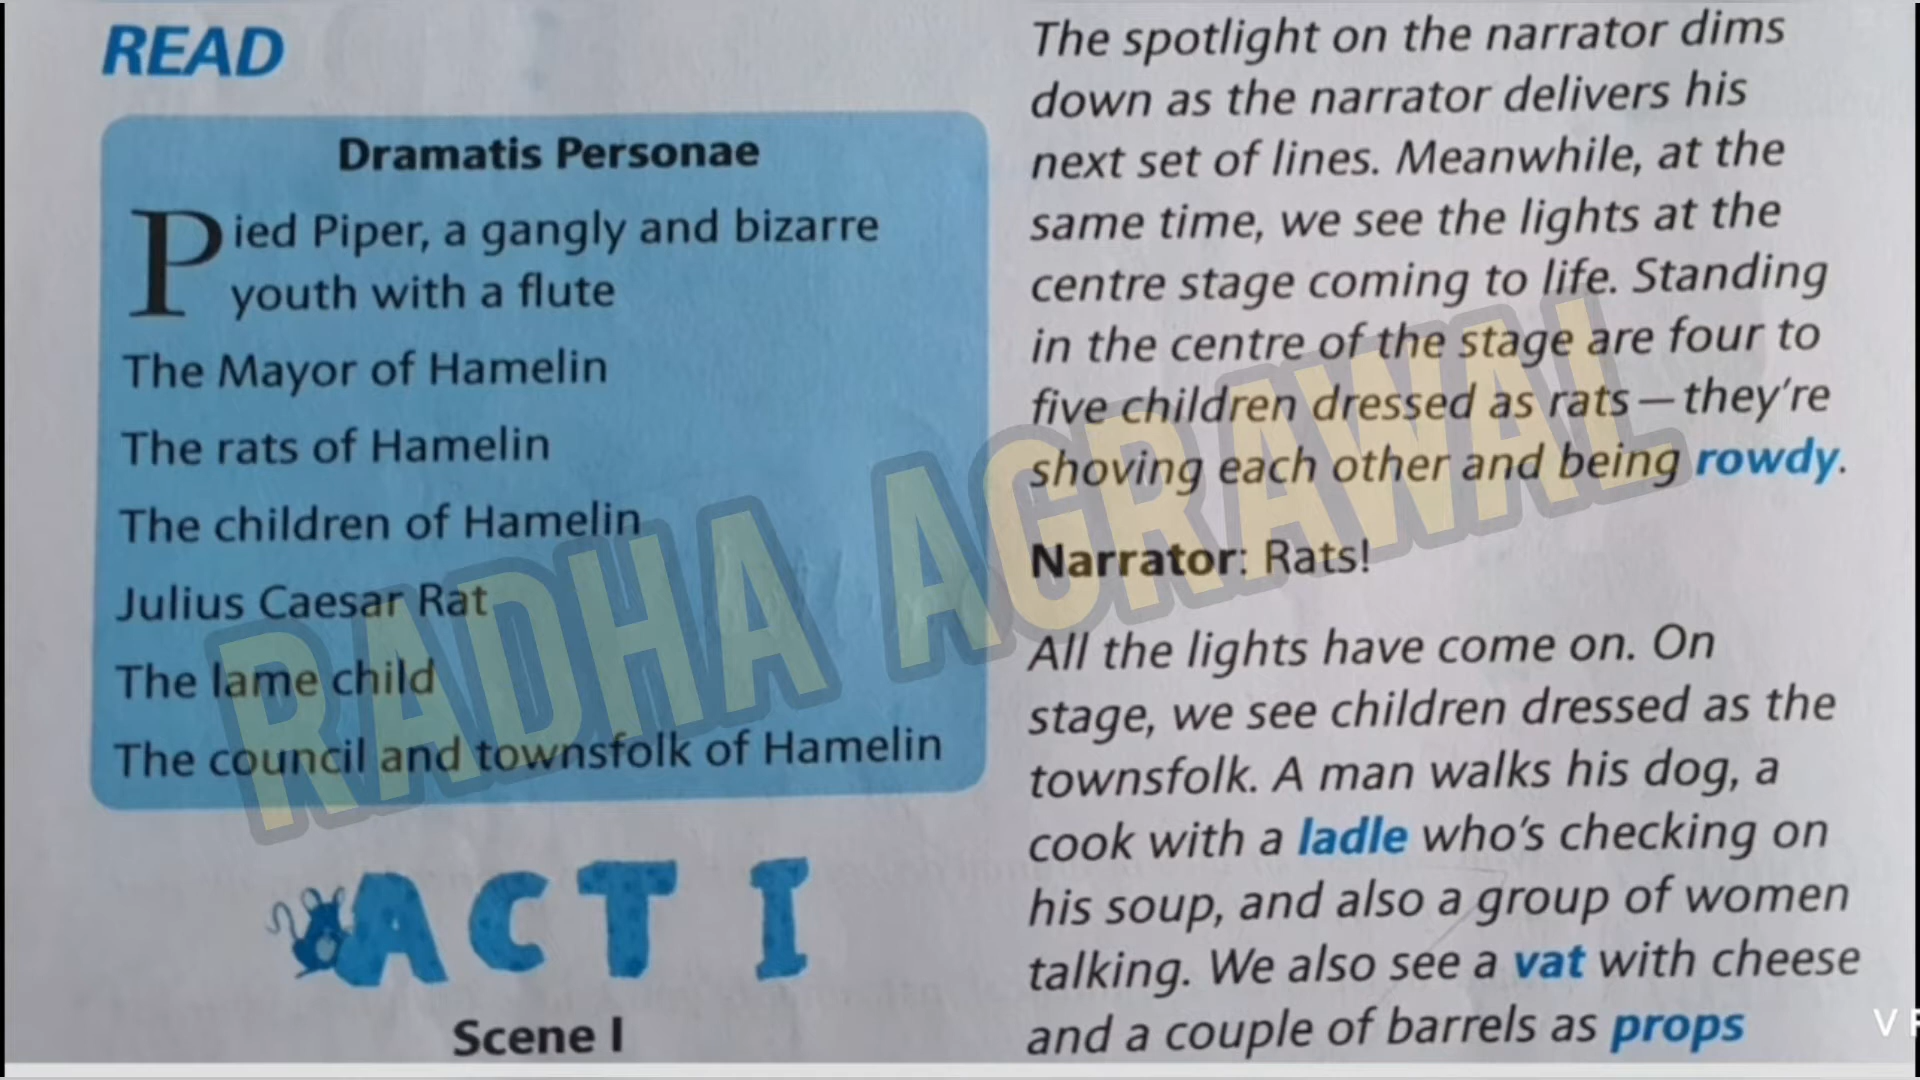 READ
Dramatis Personae
Pied Piper, a gangly and bizarre
youth with a flute
The Mayor of Hamelin
The rats of Hamelin
The children of Hamelin
Julius Caesar Rat
The lame child
The council and townsfolk of Hamelin
ACT I
Scene I
The spotlight on the narrator dims
down as the narrator delivers his
next set of lines. Meanwhile, at the
same time, we see the lights at the
centre stage coming to life. Standing
in the centre of the stage are four to
five children dressed as rats—they're
shoving each other and being rowdy.
Narrator: Rats!
All the lights have come on. On
stage, we see children dressed as the
townsfolk. A man walks his dog, a
cook with a ladle who's checking on
his soup, and also a group of women
talking. We also see a vat with cheese
and a couple of barrels as props
RADHA AGRAWAL